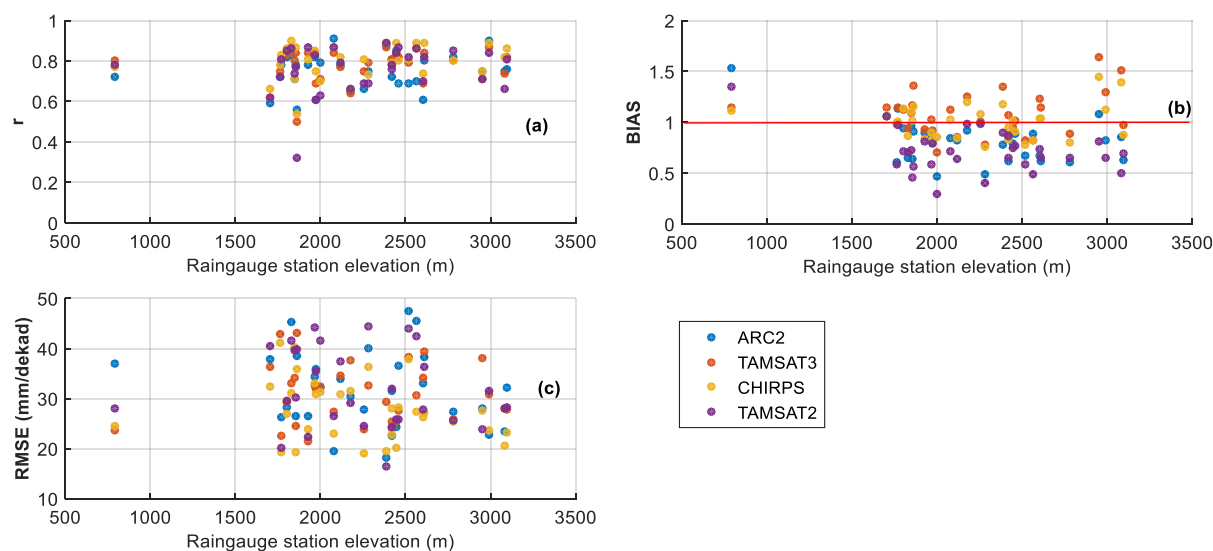 1
0.8
0.6
0.4
0.2
0
r
(a)
500 1000 1500 2000 2500 3000 3500
Raingauge station elevation (m)
2
1.5
1
0.5
0
BIAS
(b)
500 1000 1500 2000 2500 3000 3500
Raingauge station elevation (m)
50
40
30
20
10
RMSE (mm/dekad)
(c)
500 1000 1500 2000 2500 3000 3500
Raingauge station elevation (m)
ARC2
TAMSAT3
CHIRPS
TAMSAT2